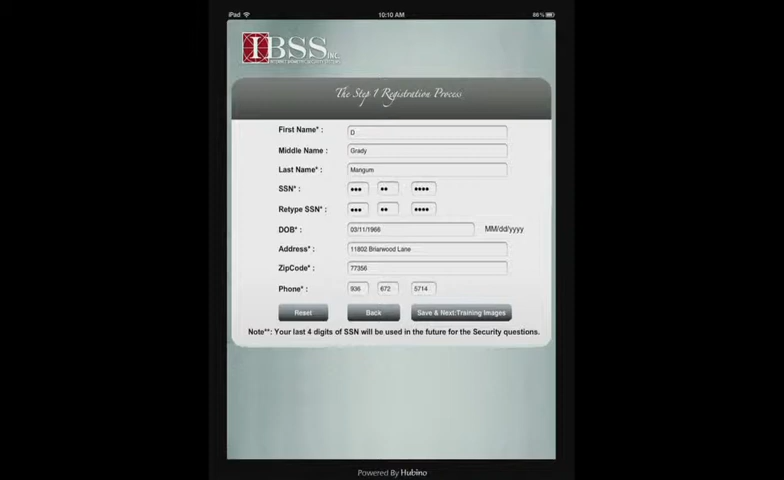 iPad 10:10 AM 86%
IBSS INC
The Step 1 Registration Process
First Name* : D
Middle Name : Grady
Last Name* : Mangum
SSN* : ••• •• ••••
Retype SSN* : ••• •• ••••
DOB* : 03/11/1966 MM/dd/yyyy
Address* : 11802 Briarwood Lane
ZipCode* : 77356
Phone* : 936 672 5714
Reset Back Save & Next:Training Images
Note**: Your last 4 digits of SSN will be used in the future for the Security questions.
Powered By Hubino